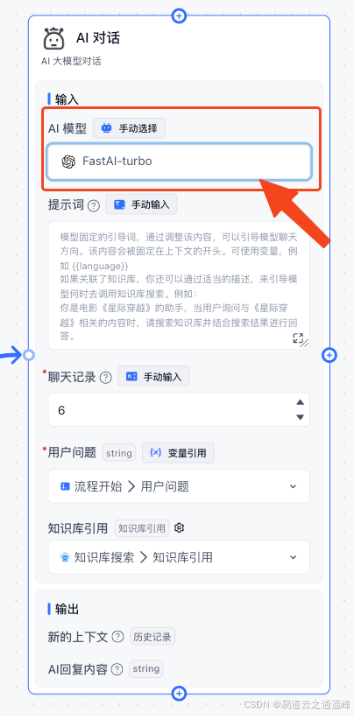 AI 对话
AI 大模型对话
输入
AI 模型 手动选择
FastAI-turbo
提示词 ? 手动输入
模型固定的引导词，通过调整该内容，可以引导模型聊天
方向。该内容会被固定在上下文的开头。可使用变量，例
如 {{language}}
如果关联了知识库，你还可以通过适当的描述，来引导模
型何时去调用知识库搜索。例如：
你是电影《星际穿越》的助手，当用户询问与《星际穿
越》相关的内容时，请搜索知识库并结合搜索结果进行回
答。
*聊天记录 ? 手动输入
6
*用户问题 string (x) 变量引用
流程开始 > 用户问题
知识库引用 知识库引用
知识库搜索 > 知识库引用
输出
新的上下文 ? 历史记录
AI回复内容 ? string
CSDN @易道云之逍遥峰